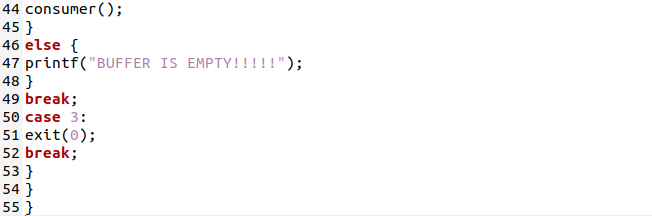 44 consumer();
45 }
46 else {
47 printf("BUFFER IS EMPTY!!!!!");
48 }
49 break;
50 case 3:
51 exit(0);
52 break;
53 }
54 }
55 }